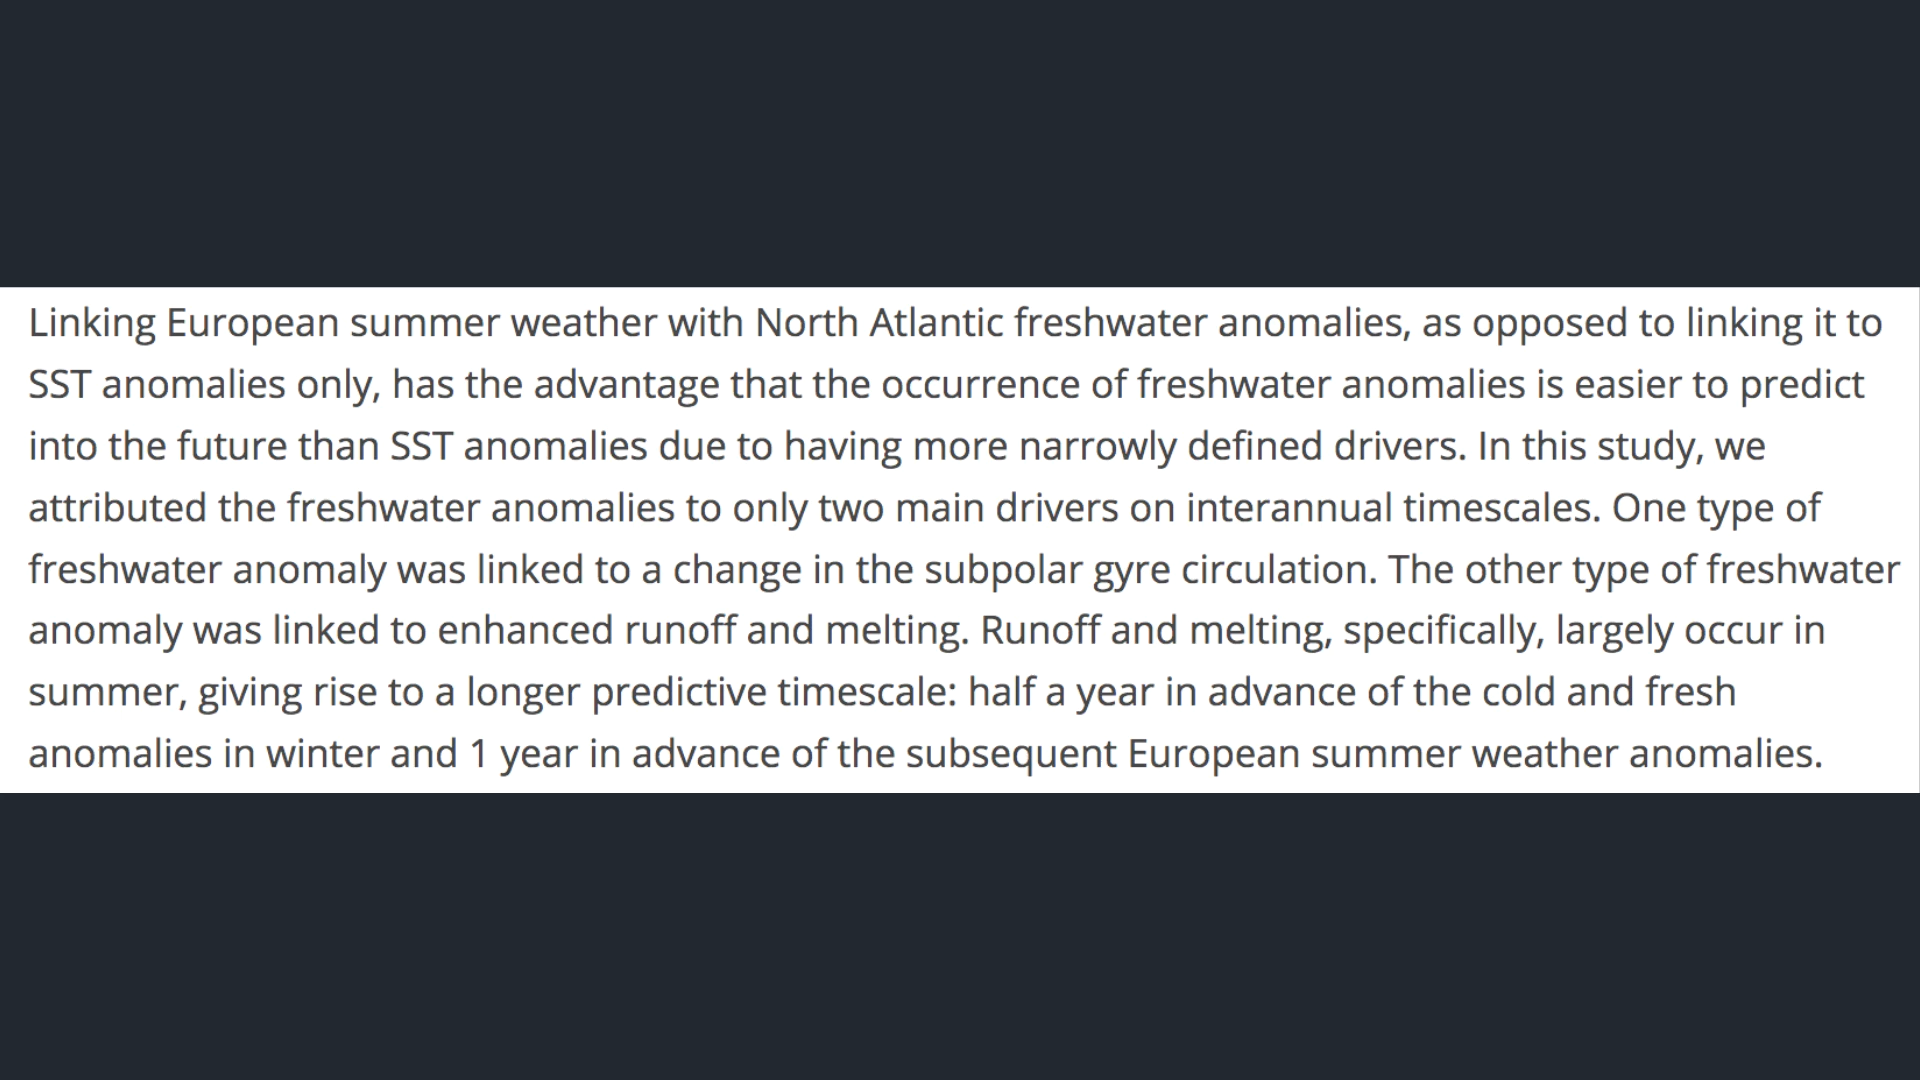 Linking European summer weather with North Atlantic freshwater anomalies, as opposed to linking it to
SST anomalies only, has the advantage that the occurrence of freshwater anomalies is easier to predict
into the future than SST anomalies due to having more narrowly defined drivers. In this study, we
attributed the freshwater anomalies to only two main drivers on interannual timescales. One type of
freshwater anomaly was linked to a change in the subpolar gyre circulation. The other type of freshwater
anomaly was linked to enhanced runoff and melting. Runoff and melting, specifically, largely occur in
summer, giving rise to a longer predictive timescale: half a year in advance of the cold and fresh
anomalies in winter and 1 year in advance of the subsequent European summer weather anomalies.